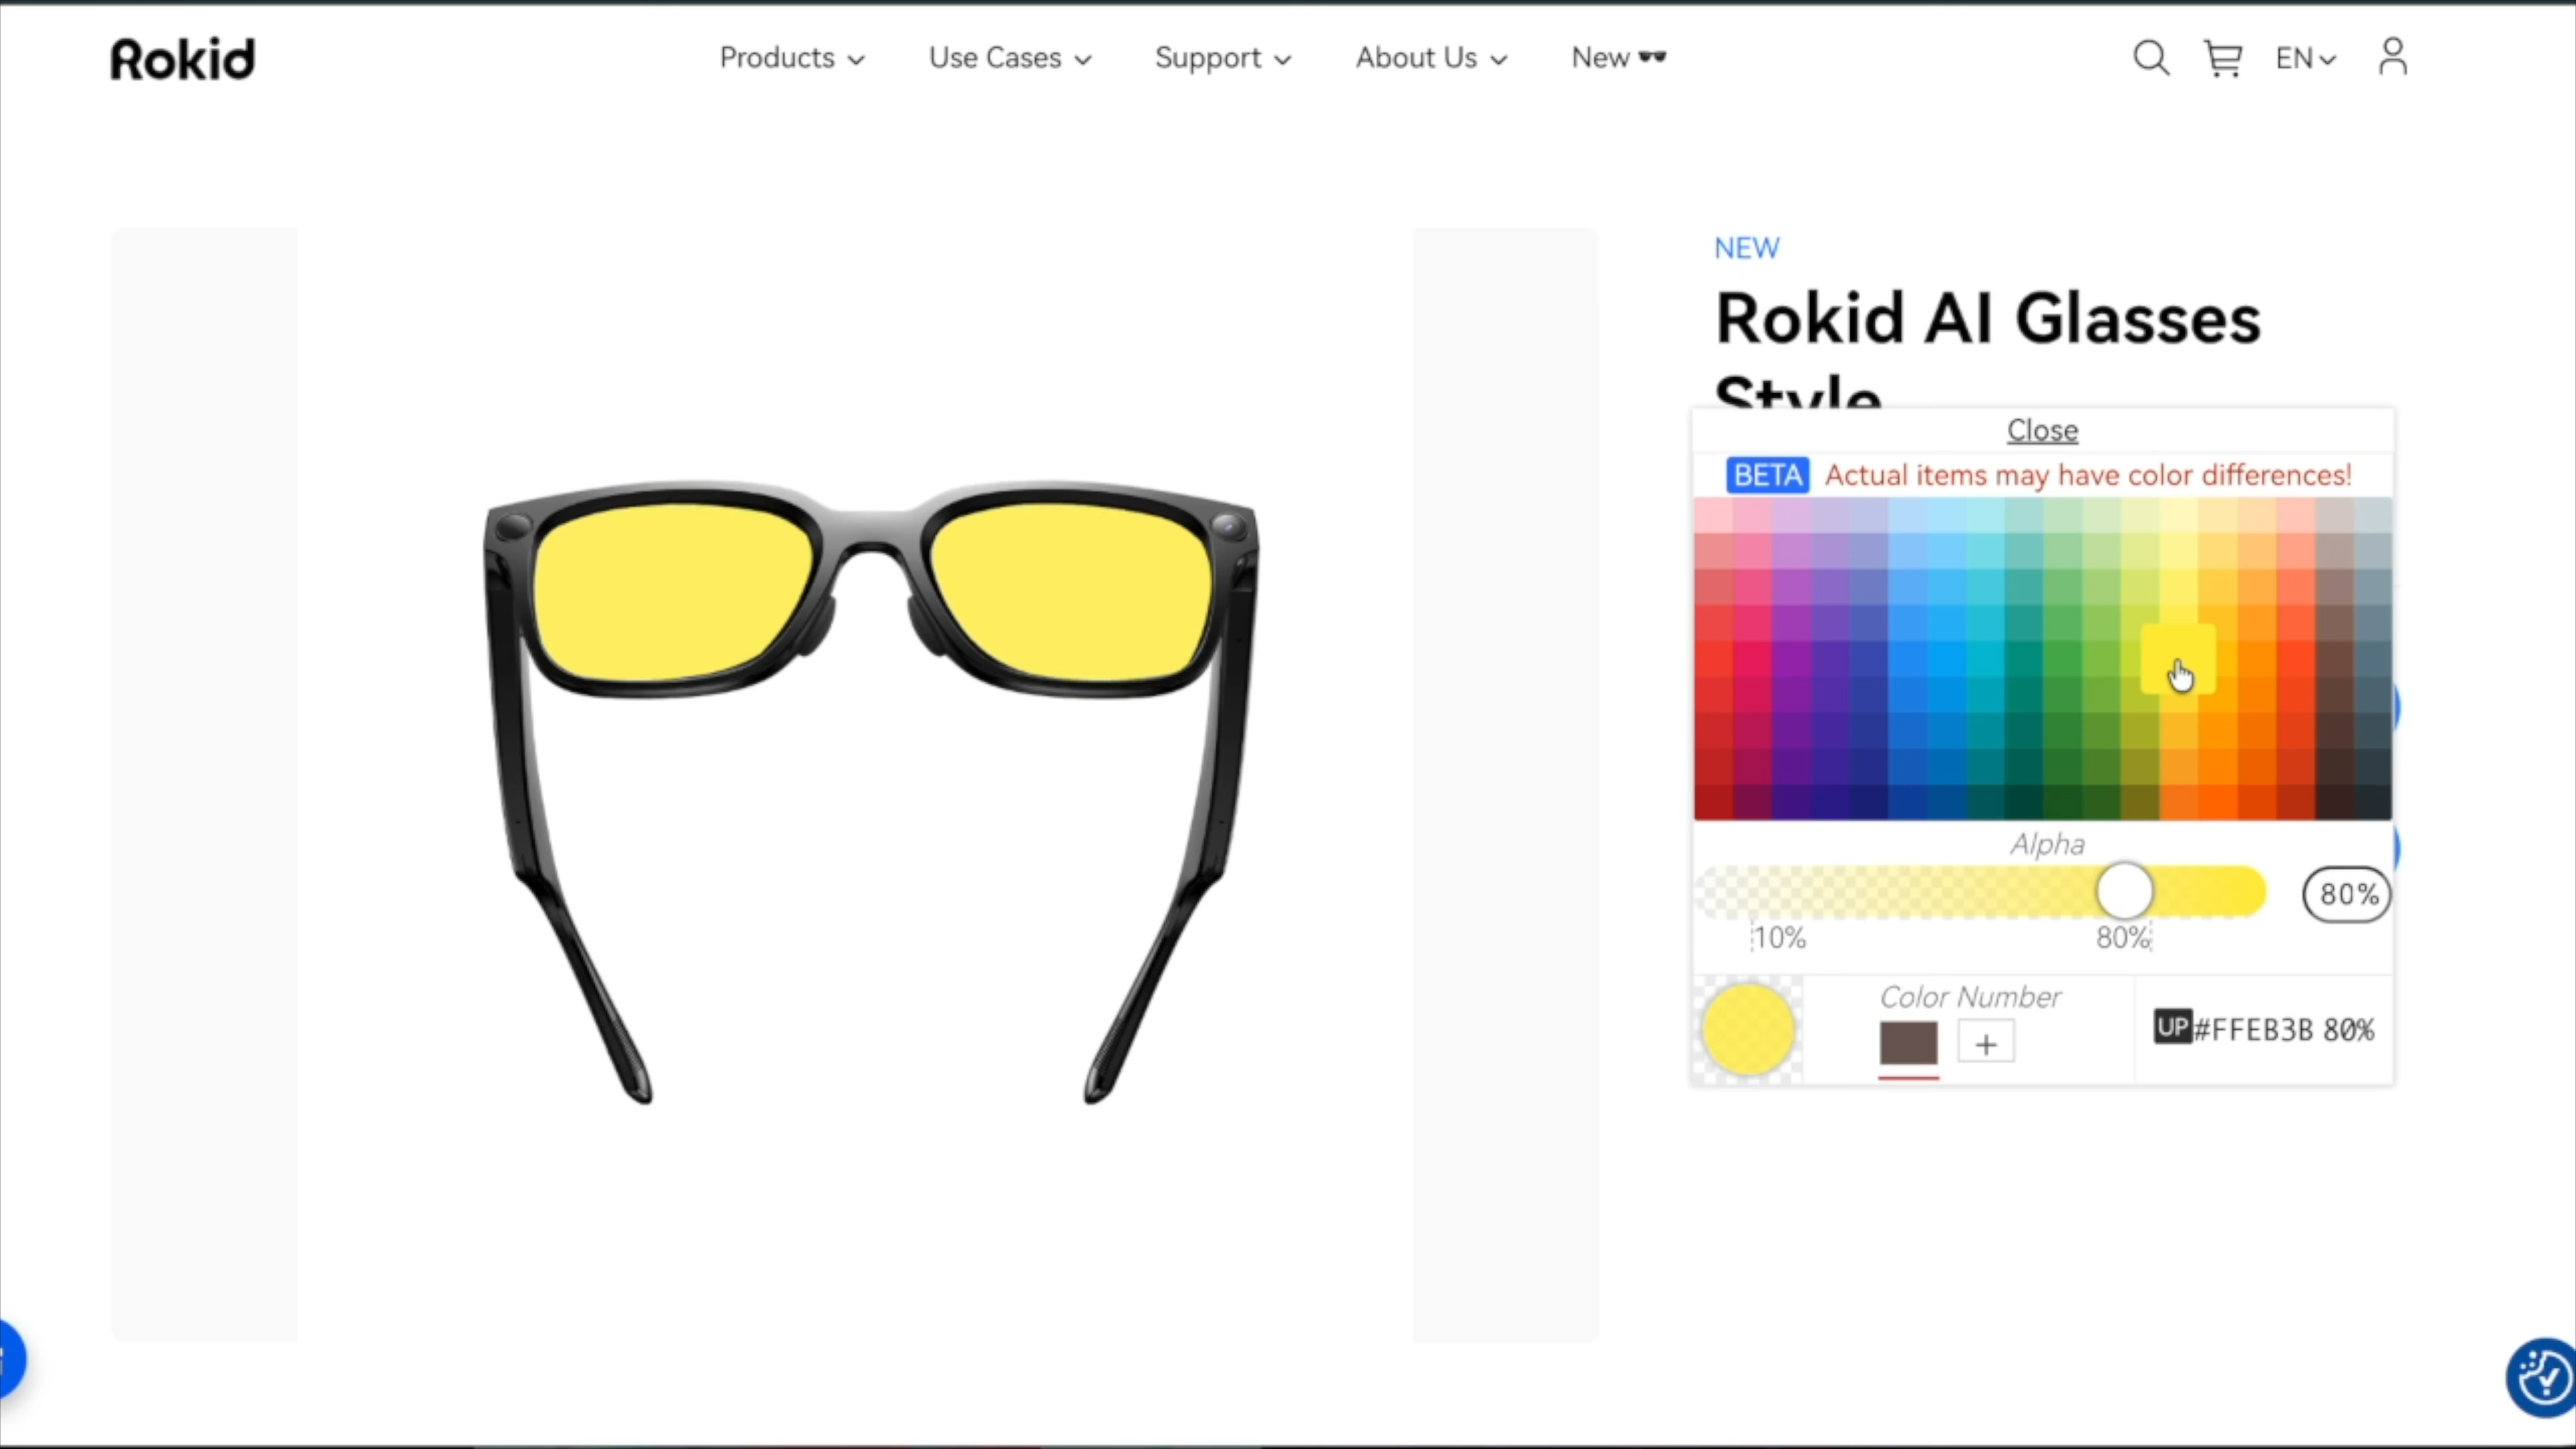 Rokid
Products
Use Cases
Support
About Us
New
EN
NEW
Rokid AI Glasses
Style
Close
BETA Actual items may have color differences!
Alpha
80%
10%
80%
Color Number
+
UP #FFEB3B 80%